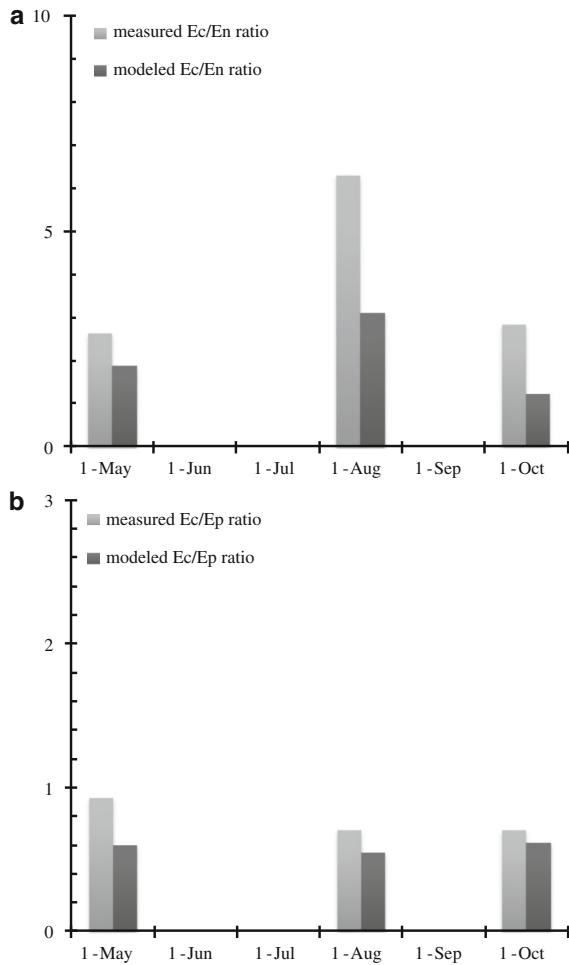 a
10
measured Ec/En ratio
modeled Ec/En ratio
5
0
1-May 1-Jun 1-Jul 1-Aug 1-Sep 1-Oct
b
3
measured Ec/Ep ratio
modeled Ec/Ep ratio
2
1
0
1-May 1-Jun 1-Jul 1-Aug 1-Sep 1-Oct